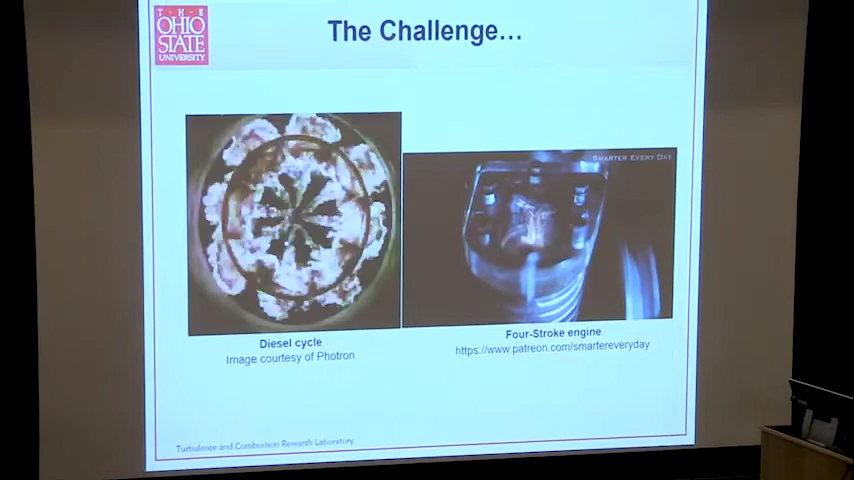 T · H · E
OHIO
STATE
UNIVERSITY
The Challenge...
SMARTER EVERY DAY
Diesel cycle
Image courtesy of Photron
Four-Stroke engine
https://www.patreon.com/smartereveryday
Turbulence and Combustion Research Laboratory